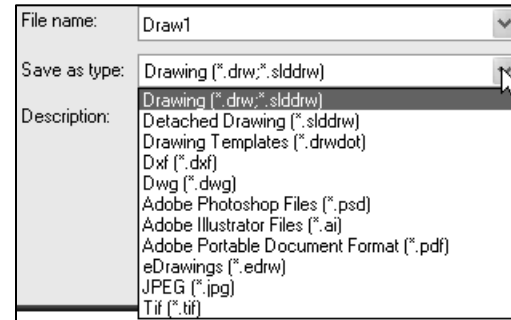 File name: Draw1
Save as type: Drawing (*.drw;*.slddrw)
Description:
Drawing (*.drw;*.slddrw)
Detached Drawing (*.slddrw)
Drawing Templates (*.drwdot)
Dxf (*.dxf)
Dwg (*.dwg)
Adobe Photoshop Files (*.psd)
Adobe Illustrator Files (*.ai)
Adobe Portable Document Format (*.pdf)
eDrawings (*.edrw)
JPEG (*.jpg)
Tif (*.tif)